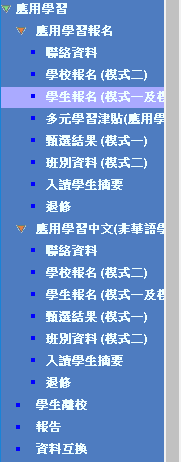 應用學習
應用學習報名
聯絡資料
學校報名 (模式二)
學生報名 (模式一及模
多元學習津貼(應用學
甄選結果 (模式一)
班別資料 (模式二)
入讀學生摘要
退修
應用學習中文(非華語學
聯絡資料
學校報名 (模式二)
學生報名 (模式一及模
甄選結果 (模式一)
班別資料 (模式二)
入讀學生摘要
退修
學生離校
報告
資料互換